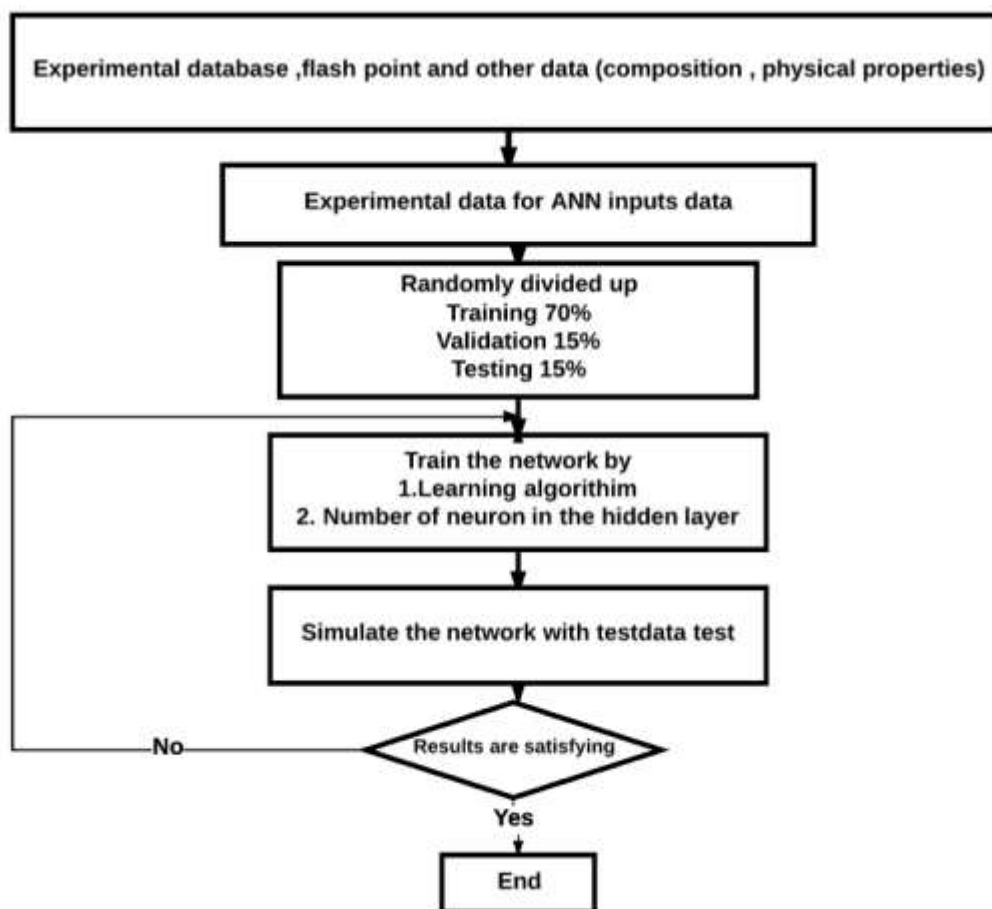 Experimental database ,flash point and other data (composition , physical properties)
Experimental data for ANN inputs data
Randomly divided up
Training 70%
Validation 15%
Testing 15%
Train the network by
1.Learning algorithim
2. Number of neuron in the hidden layer
Simulate the network with testdata test
Results are satisfying
No
Yes
End